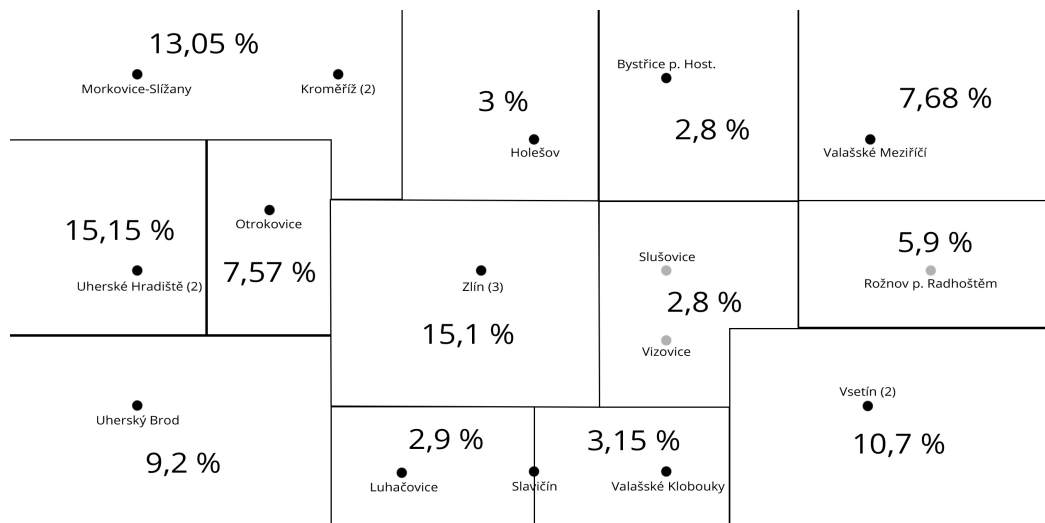 13,05 %
Morkovice-Slížany
Kroměříž (2)
3 %
Holešov
Bystřice p. Host.
2,8 %
7,68 %
Valašské Meziříčí
15,15 %
Uherské Hradiště (2)
Otrokovice
7,57 %
Zlín (3)
15,1 %
Slušovice
2,8 %
Vizovice
5,9 %
Rožnov p. Radhoštěm
Uherský Brod
9,2 %
2,9 %
Luhačovice
Slavičín
3,15 %
Valašské Klobouky
Vsetín (2)
10,7 %